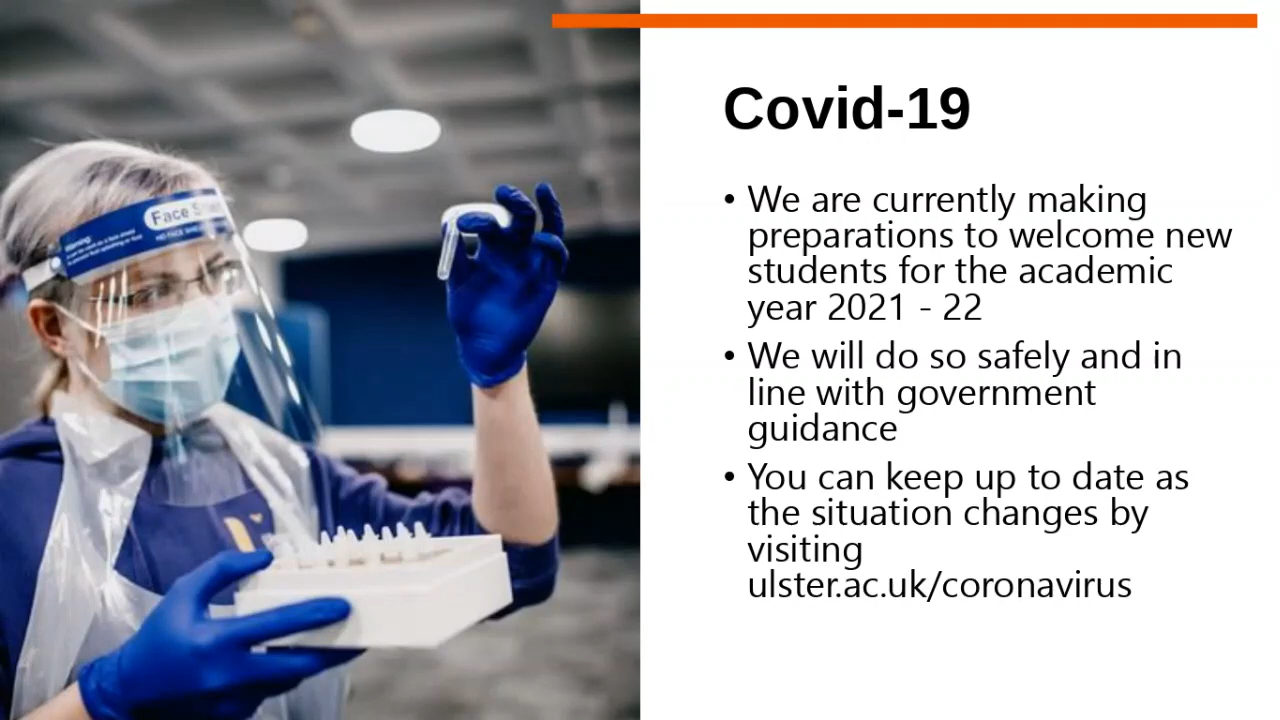 Face
Covid-19
• We are currently making
preparations to welcome new
students for the academic
year 2021 - 22
• We will do so safely and in
line with government
guidance
• You can keep up to date as
the situation changes by
visiting
ulster.ac.uk/coronavirus